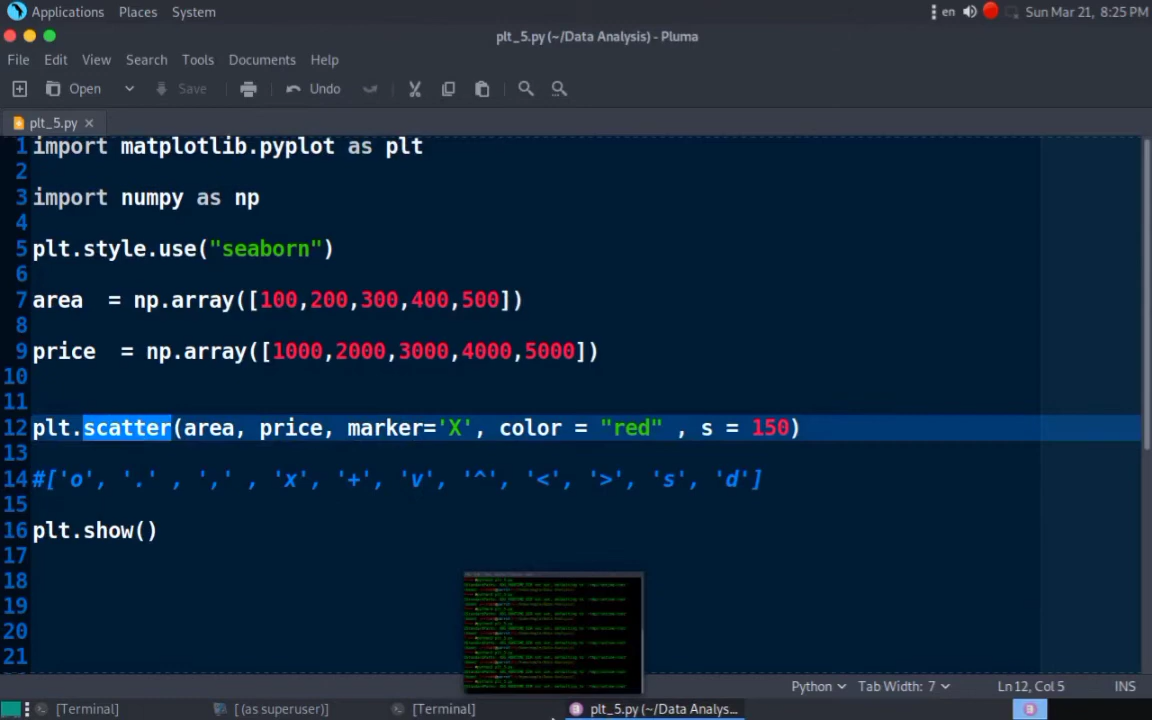 Applications Places System en Sun Mar 21, 8:25 PM
plt_5.py (~/Data Analysis) - Pluma
File Edit View Search Tools Documents Help
Open Save Undo
plt_5.py
1 import matplotlib.pyplot as plt
2
3 import numpy as np
4
5 plt.style.use("seaborn")
6
7 area = np.array([100,200,300,400,500])
8
9 price = np.array([1000,2000,3000,4000,5000])
10
11
12 plt.scatter(area, price, marker='X', color = "red" , s = 150)
13
14 #['o', '.' , ',' , 'x', '+', 'v', '^', '<', '>', 's', 'd']
15
16 plt.show()
17
18
19
20
21
Python Tab Width: 7 Ln 12, Col 5 INS
[Terminal] [ (as superuser)] [Terminal] plt_5.py (~/Data Analys...